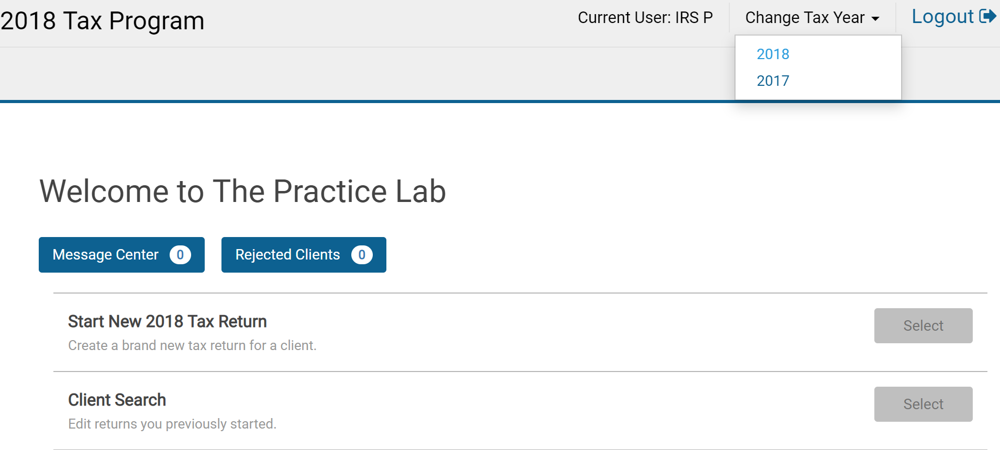 2018 Tax Program
Current User: IRS P
Change Tax Year
Logout
2018
2017
Welcome to The Practice Lab
Message Center 0
Rejected Clients 0
Start New 2018 Tax Return
Select
Create a brand new tax return for a client.
Client Search
Select
Edit returns you previously started.